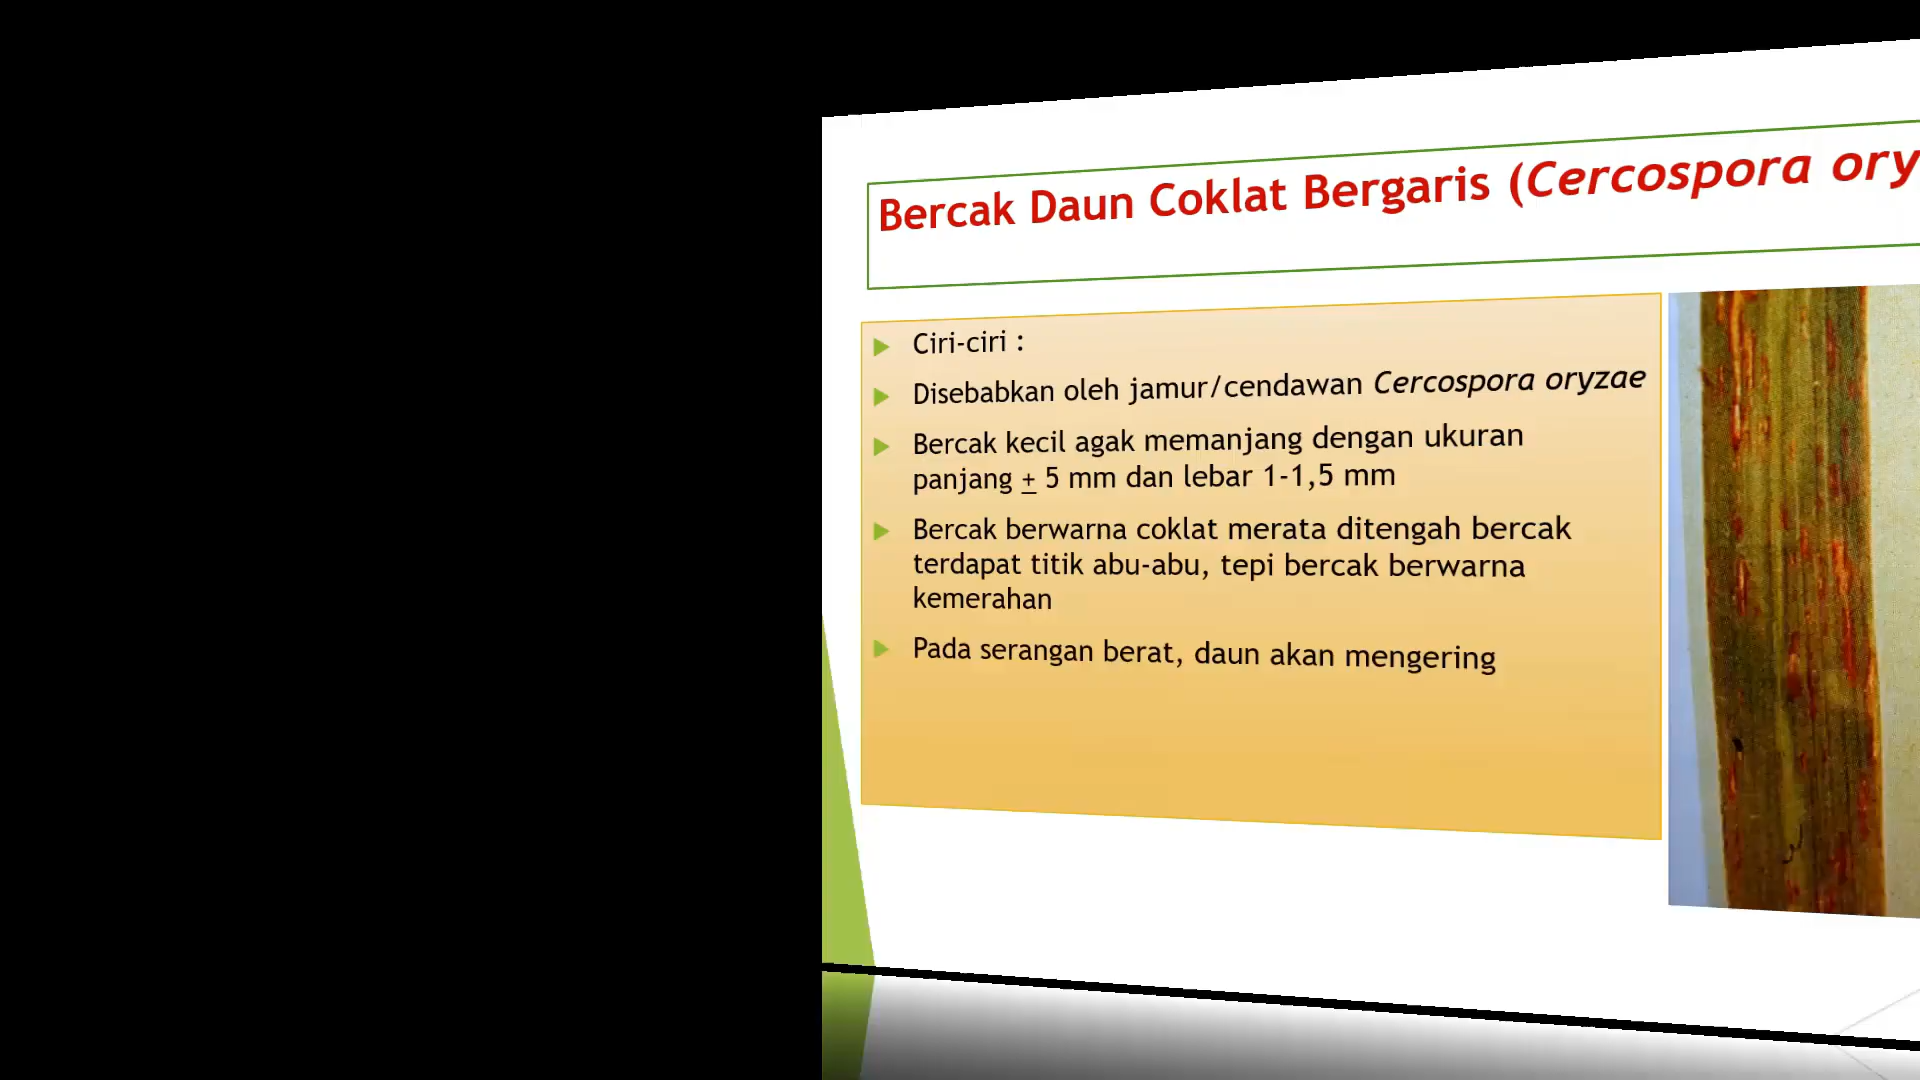 Bercak Daun Coklat Bergaris (Cercospora ory
Ciri-ciri :
Disebabkan oleh jamur/cendawan Cercospora oryzae
Bercak kecil agak memanjang dengan ukuran
panjang ± 5 mm dan lebar 1-1,5 mm
Bercak berwarna coklat merata ditengah bercak
terdapat titik abu-abu, tepi bercak berwarna
kemerahan
Pada serangan berat, daun akan mengering